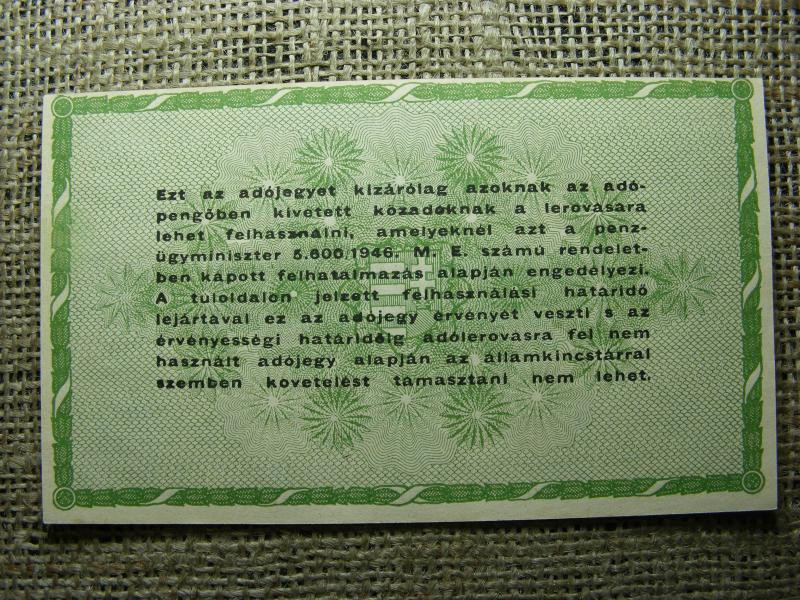 Ezt az adójegyet kizárólag azoknak az adó-
pengőben kivetett közadóknak a lerovására
lehet felhasználni, amelyeknél azt a pénz-
ügyminiszter 5.600/1946. M. E. számú rendelet-
ben kapott felhatalmazás alapján engedélyezi.
A túloldalon jelzett felhasználási határidő
lejártával ez az adójegy érvényét veszti s az
érvényességi határidőig adólerovásra fel nem
használt adójegy alapján az államkincstárral
szemben követelést támasztani nem lehet.